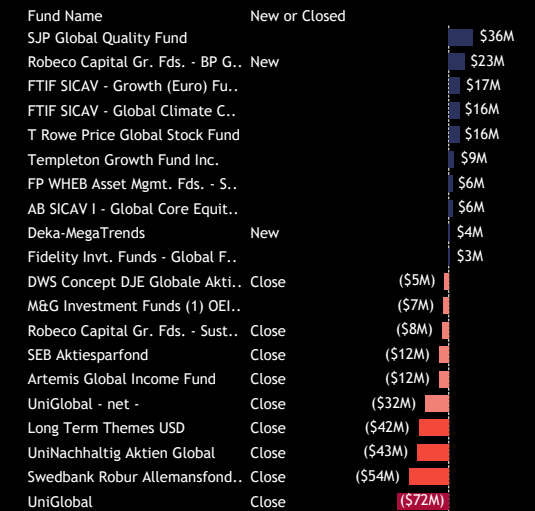 Fund Name New or Closed
SJP Global Quality Fund $36M
Robeco Capital Gr. Fds. - BP G.. New $23M
FTIF SICAV - Growth (Euro) Fu.. $17M
FTIF SICAV - Global Climate C.. $16M
T Rowe Price Global Stock Fund $16M
Templeton Growth Fund Inc. $9M
FP WHEB Asset Mgmt. Fds. - S.. $6M
AB SICAV I - Global Core Equit.. $6M
Deka-MegaTrends New $4M
Fidelity Invt. Funds - Global F.. $3M
DWS Concept DJE Globale Akti.. Close ($5M)
M&G Investment Funds (1) OEI.. ($7M)
Robeco Capital Gr. Fds. - Sust.. Close ($8M)
SEB Aktiesparfond Close ($12M)
Artemis Global Income Fund Close ($12M)
UniGlobal - net - Close ($32M)
Long Term Themes USD Close ($42M)
UniNachhaltig Aktien Global Close ($43M)
Swedbank Robur Allemansfond.. Close ($54M)
UniGlobal Close ($72M)